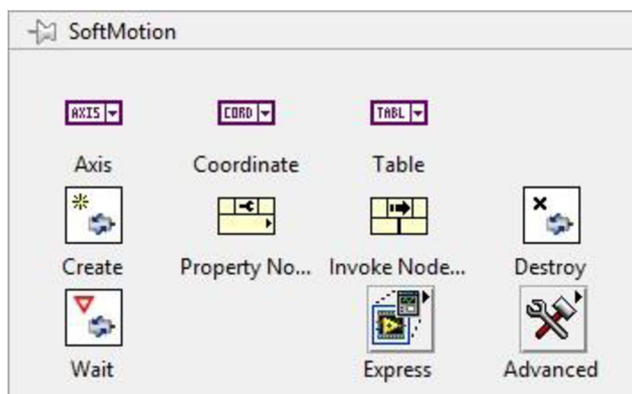 SoftMotion
AXIS CORD TABL
Axis Coordinate Table
Create Property No... Invoke Node... Destroy
Wait Express Advanced